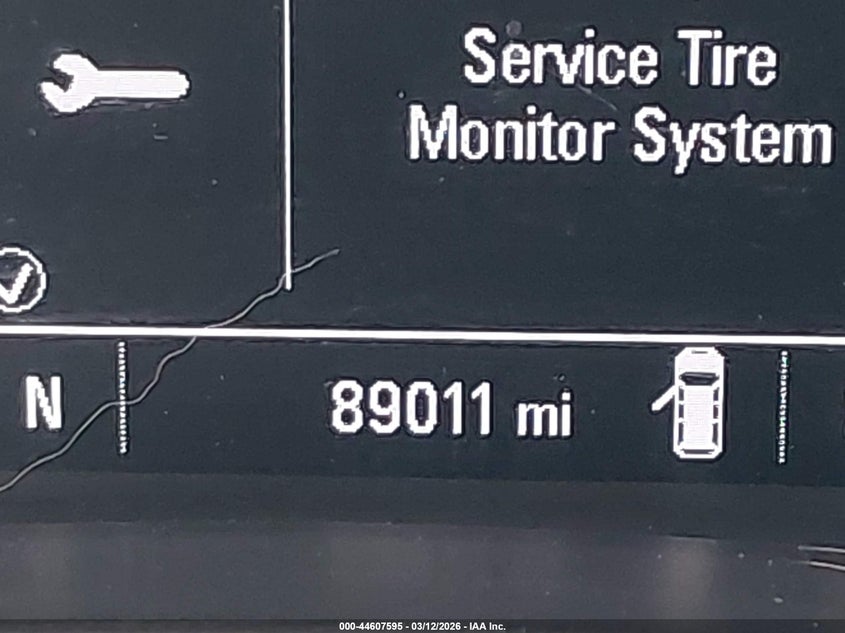 Service Tire
Monitor System
N
89011 mi
000-44607595 - 03/12/2026 - IAA Inc.